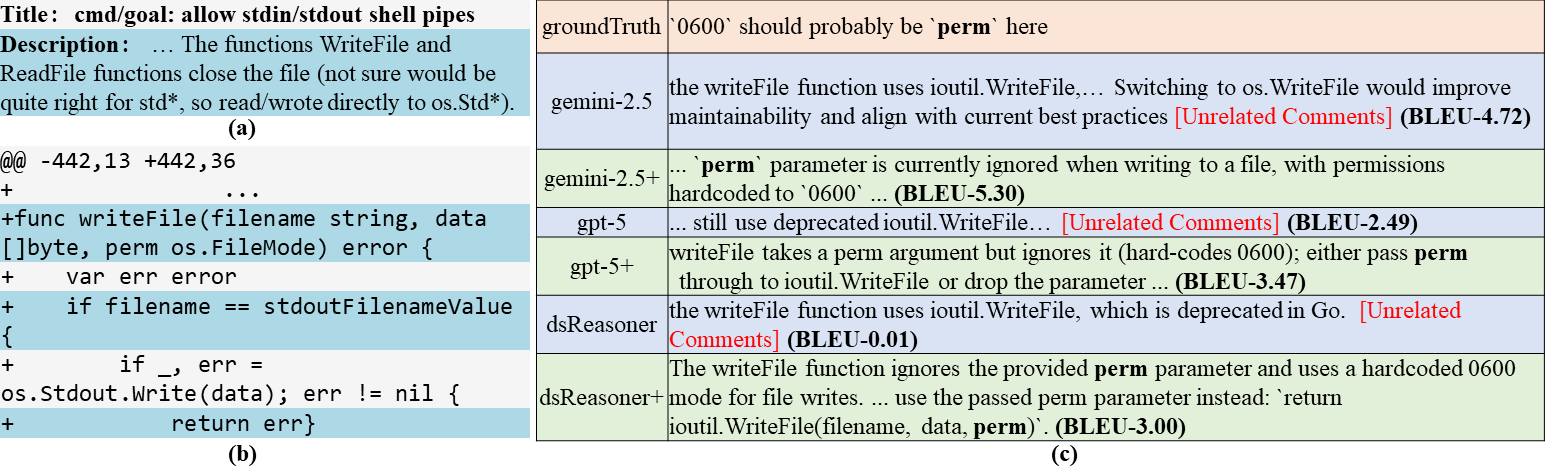 Title： cmd/goal: allow stdin/stdout shell pipes
Description： … The functions WriteFile and
ReadFile functions close the file (not sure would be
quite right for std*, so read/wrote directly to os.Std*).
(a)
@@ -442,13 +442,36
+ ...
+func writeFile(filename string, data
[]byte, perm os.FileMode) error {
+ var err error
+ if filename == stdoutFilenameValue
{
+ if _, err =
os.Stdout.Write(data); err != nil {
+ return err}
(b)
groundTruth `0600` should probably be `perm` here
gemini-2.5
the writeFile function uses ioutil.WriteFile,… Switching to os.WriteFile would improve
maintainability and align with current best practices [Unrelated Comments] (BLEU-4.72)
gemini-2.5+
... `perm` parameter is currently ignored when writing to a file, with permissions
hardcoded to `0600` ... (BLEU-5.30)
gpt-5 ... still use deprecated ioutil.WriteFile… [Unrelated Comments] (BLEU-2.49)
gpt-5+
writeFile takes a perm argument but ignores it (hard-codes 0600); either pass perm
through to ioutil.WriteFile or drop the parameter ... (BLEU-3.47)
dsReasoner
the writeFile function uses ioutil.WriteFile, which is deprecated in Go. [Unrelated
Comments] (BLEU-0.01)
dsReasoner+
The writeFile function ignores the provided perm parameter and uses a hardcoded 0600
mode for file writes. ... use the passed perm parameter instead: `return
ioutil.WriteFile(filename, data, perm)`. (BLEU-3.00)
(c)